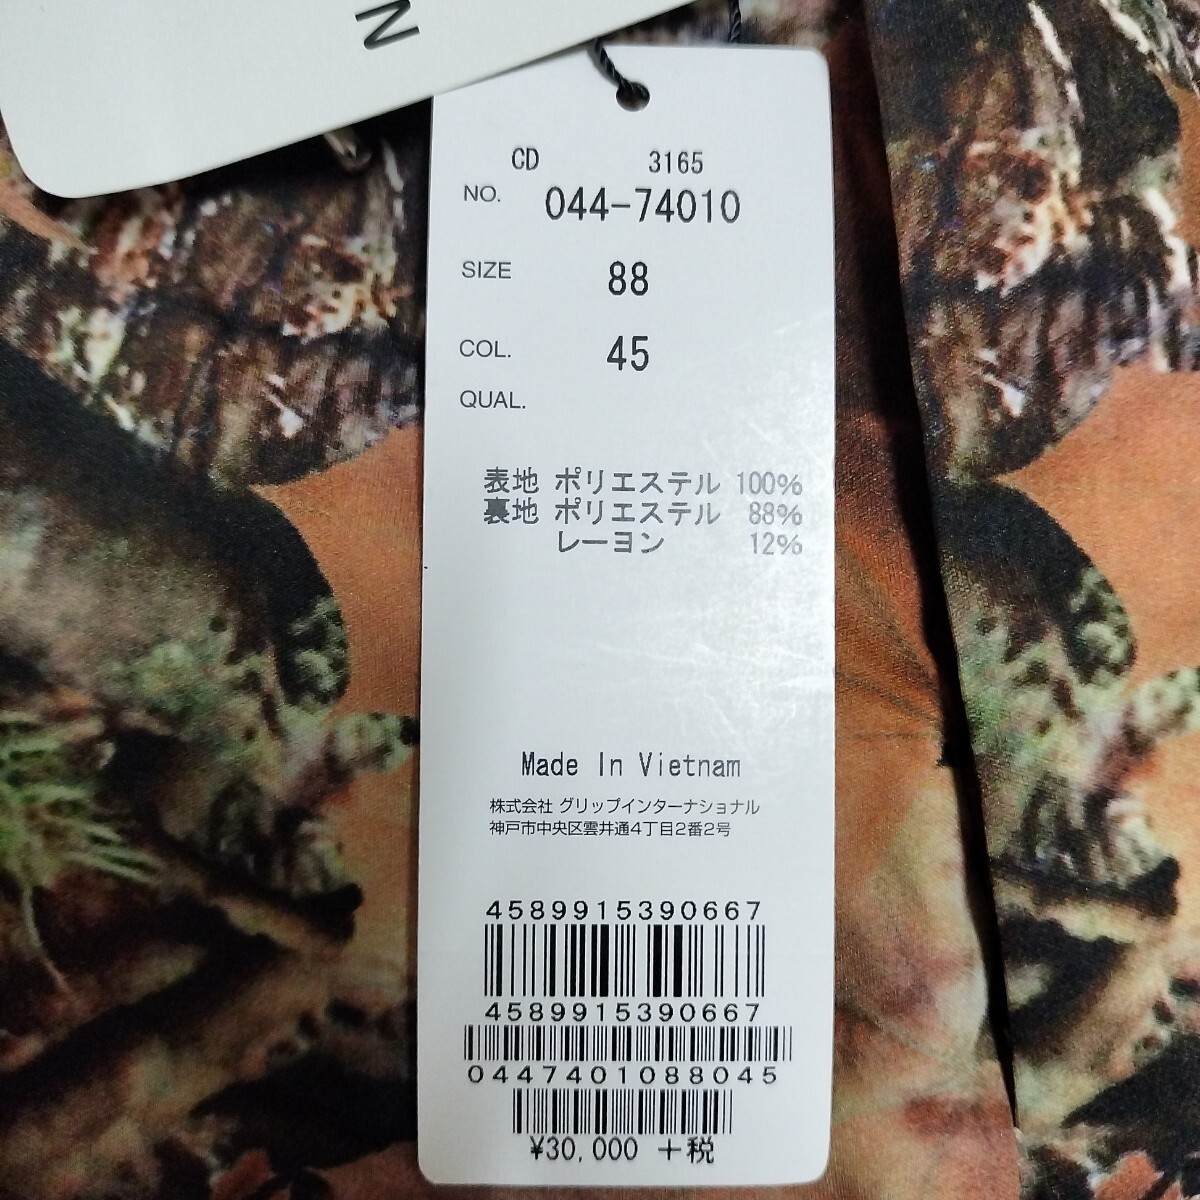 N
CD 3165
NO. 044-74010
SIZE 88
COL. 45
QUAL.
表地 ポリエステル 100%
裏地 ポリエステル 88%
レーヨン 12%
Made In Vietnam
株式会社 グリップインターナショナル
神戸市中央区雲井通4丁目2番2号
4589915390667
4589915390667
0447401088045
¥30,000 +税